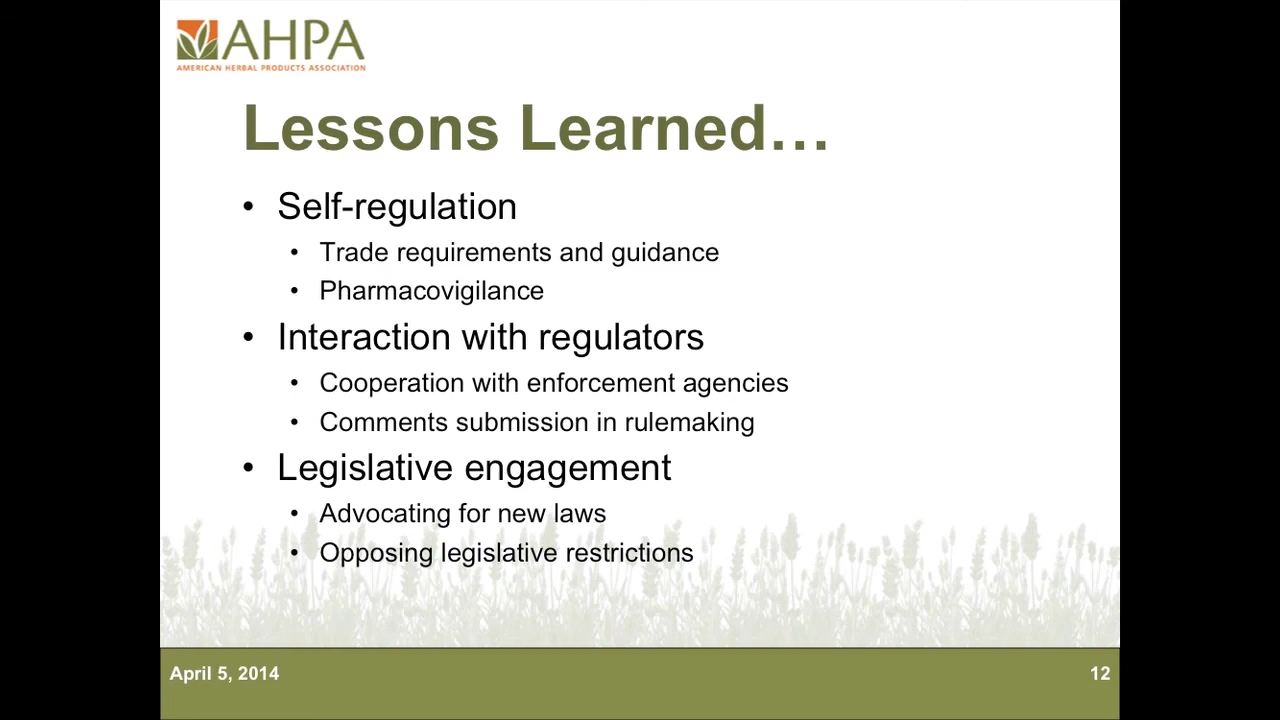 AHPA
AMERICAN HERBAL PRODUCTS ASSOCIATION
Lessons Learned…
• Self-regulation
• Trade requirements and guidance
• Pharmacovigilance
• Interaction with regulators
• Cooperation with enforcement agencies
• Comments submission in rulemaking
• Legislative engagement
• Advocating for new laws
• Opposing legislative restrictions
April 5, 2014
12